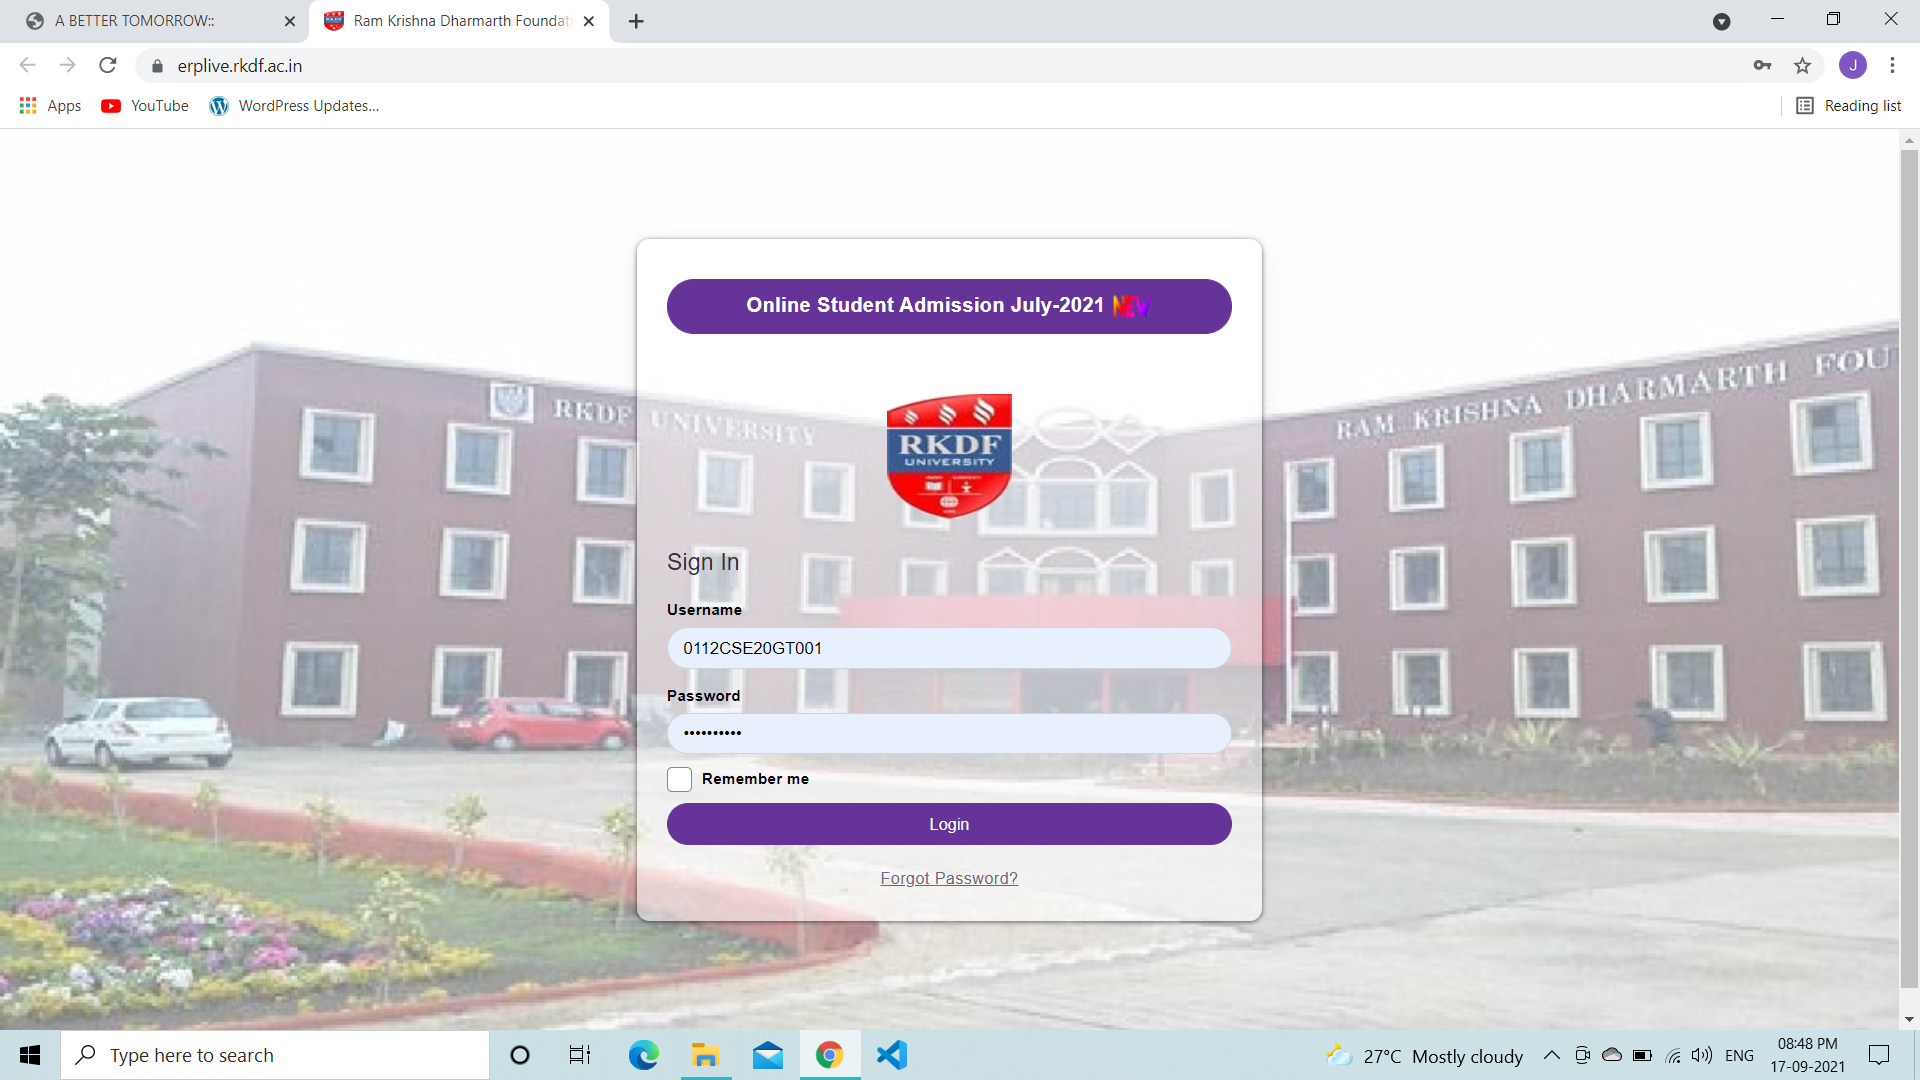 A BETTER TOMORROW::
Ram Krishna Dharmarth Foundat
erplive.rkdf.ac.in
J
Apps
YouTube
WordPress Updates...
Reading list
Online Student Admission July-2021 NEW
RKDF UNIVERSITY
RAM KRISHNA DHARMARTH FOU
RKDF
UNIVERSITY
Sign In
Username
0112CSE20GT001
Password
••••••••••
Remember me
Login
Forgot Password?
Type here to search
27°C Mostly cloudy
ENG
08:48 PM
17-09-2021